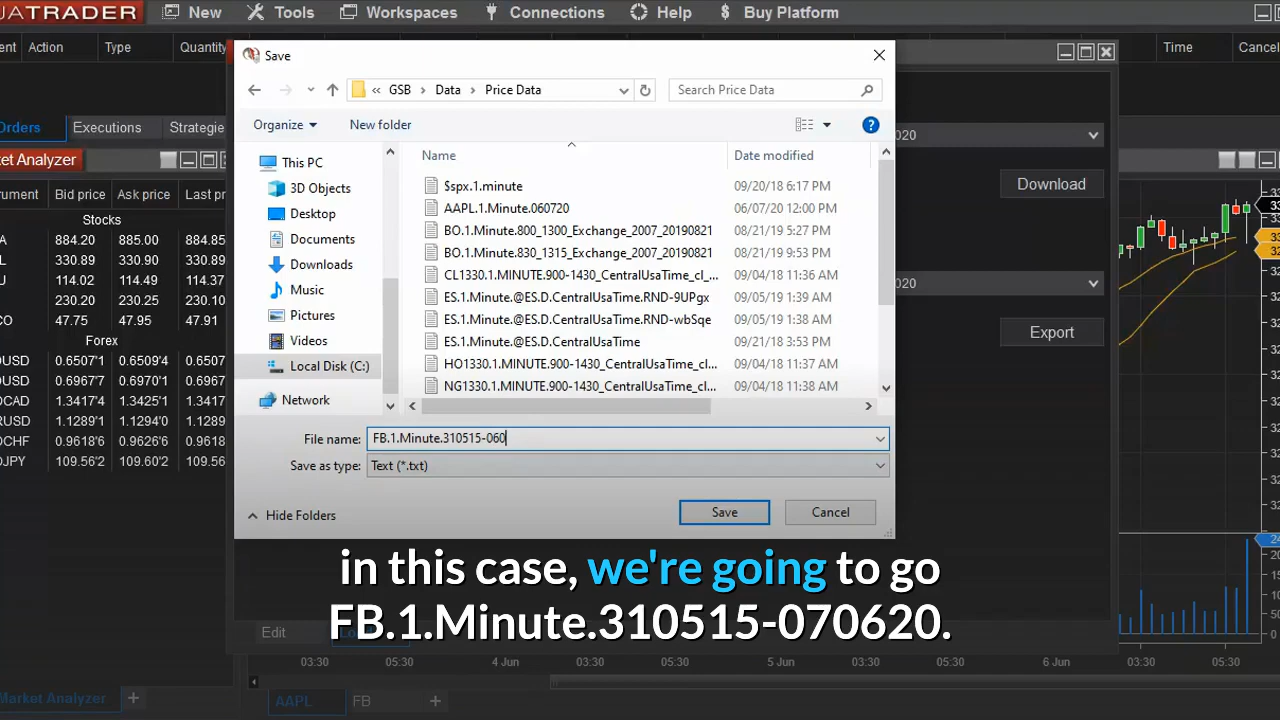 JATRADER New Tools Workspaces Connections Help Buy Platform
Action Type Quantity Time Cancel
Save
GSB Data Price Data Search Price Data
Organize New folder
Orders Executions Strategie
Market Analyzer
Bid price Ask price Last p
Name Date modified
This PC
3D Objects
Desktop
Documents
Downloads
Music
Pictures
Videos
Local Disk (C:)
Network
$spx.1.minute 09/20/18 6:17 PM
AAPL.1.Minute.060720 06/07/20 12:00 PM
BO.1.Minute.800_1300_Exchange_2007_20190821 08/21/19 5:27 PM
BO.1.Minute.830_1315_Exchange_2007_20190821 08/21/19 9:53 PM
CL1330.1.MINUTE.900-1430_CentralUsaTime_cl_... 09/04/18 11:36 AM
ES.1.Minute.@ES.D.CentralUsaTime.RND-9UPgx 09/05/19 1:39 AM
ES.1.Minute.@ES.D.CentralUsaTime.RND-wbSqe 09/05/19 1:38 AM
ES.1.Minute.@ES.D.CentralUsaTime 09/21/18 3:53 PM
HO1330.1.MINUTE.900-1430_CentralUsaTime_cl... 09/04/18 11:37 AM
NG1330.1.MINUTE.900-1430_CentralUsaTime_cl... 09/04/18 11:38 AM
File name: FB.1.Minute.310515-060
Save as type: Text (*.txt)
Hide Folders Save Cancel
Stocks
884.20 885.00 884.85
330.89 330.90 330.89
114.02 114.49 114.37
230.10 230.25 230.10
47.75 47.95 47.91
Forex
0.6507'1 0.6509'4 0.6507
0.6967'7 0.6970'1 0.6967
1.3417'4 1.3425'1 1.3419
1.1289'1 1.1294'0 1.1289
0.9622'8 0.9626'6 0.9622
109.56'2 109.60'2 109.56
020
Download
020
Export
in this case, we're going to go
FB.1.Minute.310515-070620.
Edit
03:30 05:30 4 Jun 03:30 05:30 5 Jun 03:30 05:30 6 Jun 03:30 05:30
Market Analyzer
AAPL FB